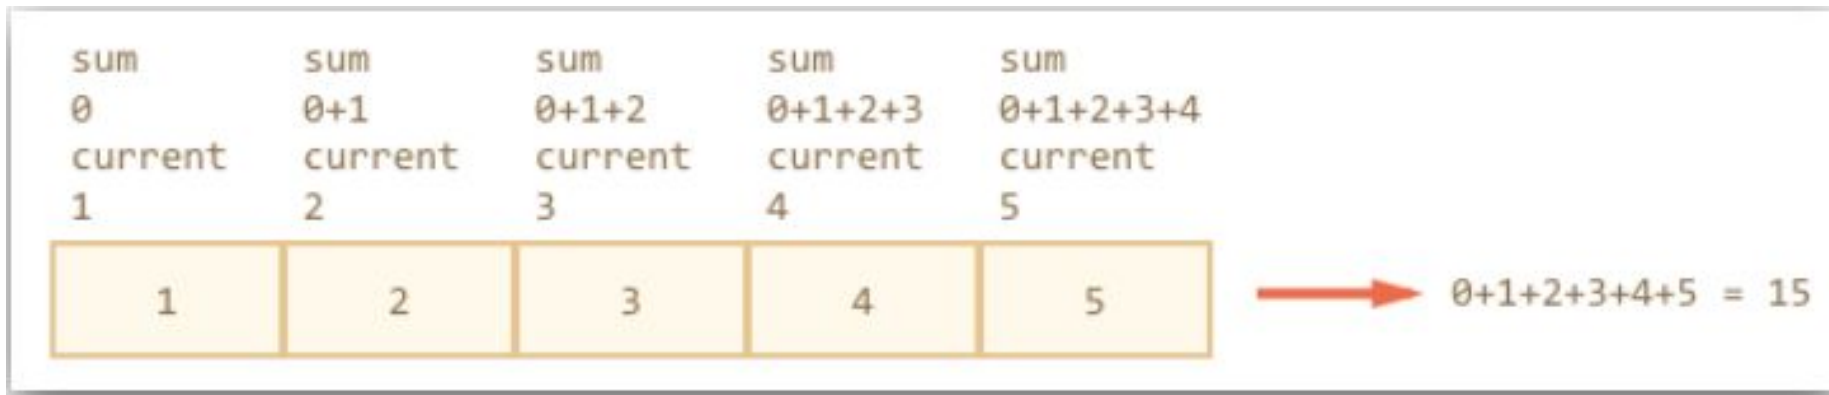 sum sum sum sum sum
0 0+1 0+1+2 0+1+2+3 0+1+2+3+4
current current current current current
1 2 3 4 5
1 2 3 4 5 0+1+2+3+4+5 = 15